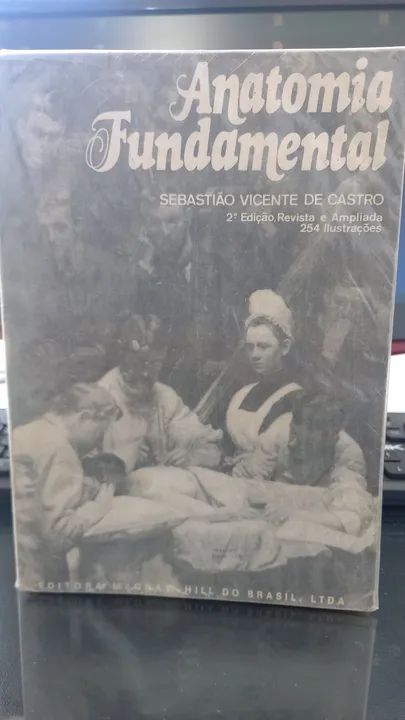 Anatomia
Fundamental
SEBASTIÃO VICENTE DE CASTRO
2ª Edição, Revista e Ampliada
254 Ilustrações
EDITORA McGRAW-HILL DO BRASIL, LTDA